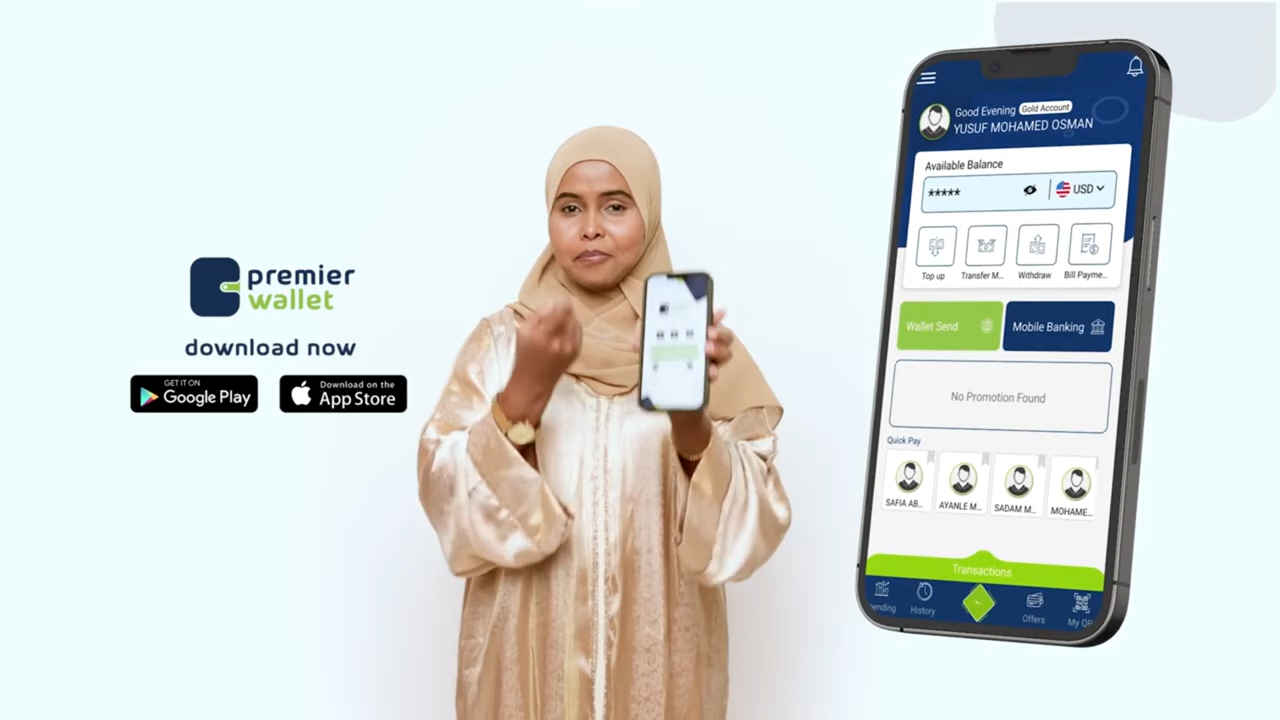 premier
wallet
download now
GET IT ON
Google Play
Download on the
App Store
Good Evening Gold Account
YUSUF MOHAMED OSMAN
Available Balance
***** USD
Top up Transfer M... Withdraw Bill Payme...
Wallet Send Mobile Banking
No Promotion Found
Quick Pay
SAFIA AB... AYANLE M... SADAM M... MOHAME...
Transactions
pending History Offers My QR